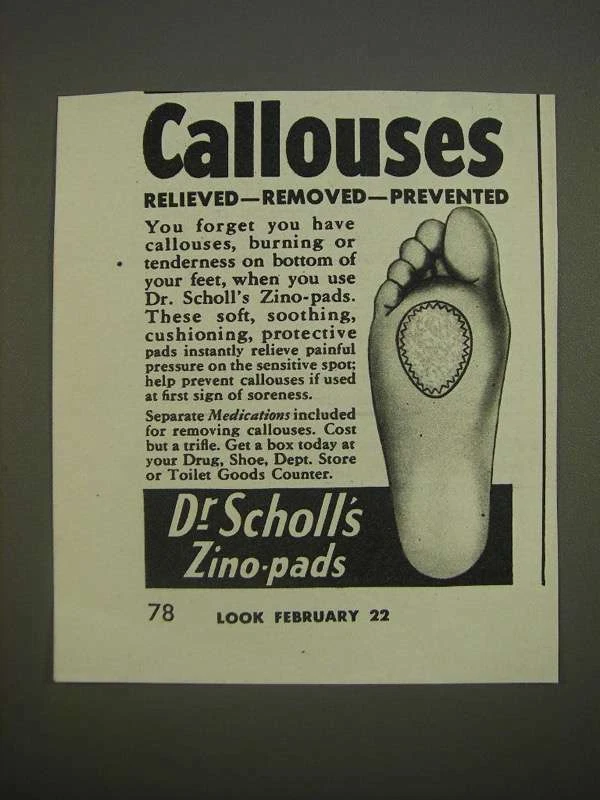 Callouses
RELIEVED—REMOVED—PREVENTED
You forget you have
callouses, burning or
tenderness on bottom of
your feet, when you use
Dr. Scholl's Zino-pads.
These soft, soothing,
cushioning, protective
pads instantly relieve painful
pressure on the sensitive spot;
help prevent callouses if used
at first sign of soreness.
Separate Medications included
for removing callouses. Cost
but a trifle. Get a box today at
your Drug, Shoe, Dept. Store
or Toilet Goods Counter.
Dr Scholl's
Zino-pads
78 LOOK FEBRUARY 22